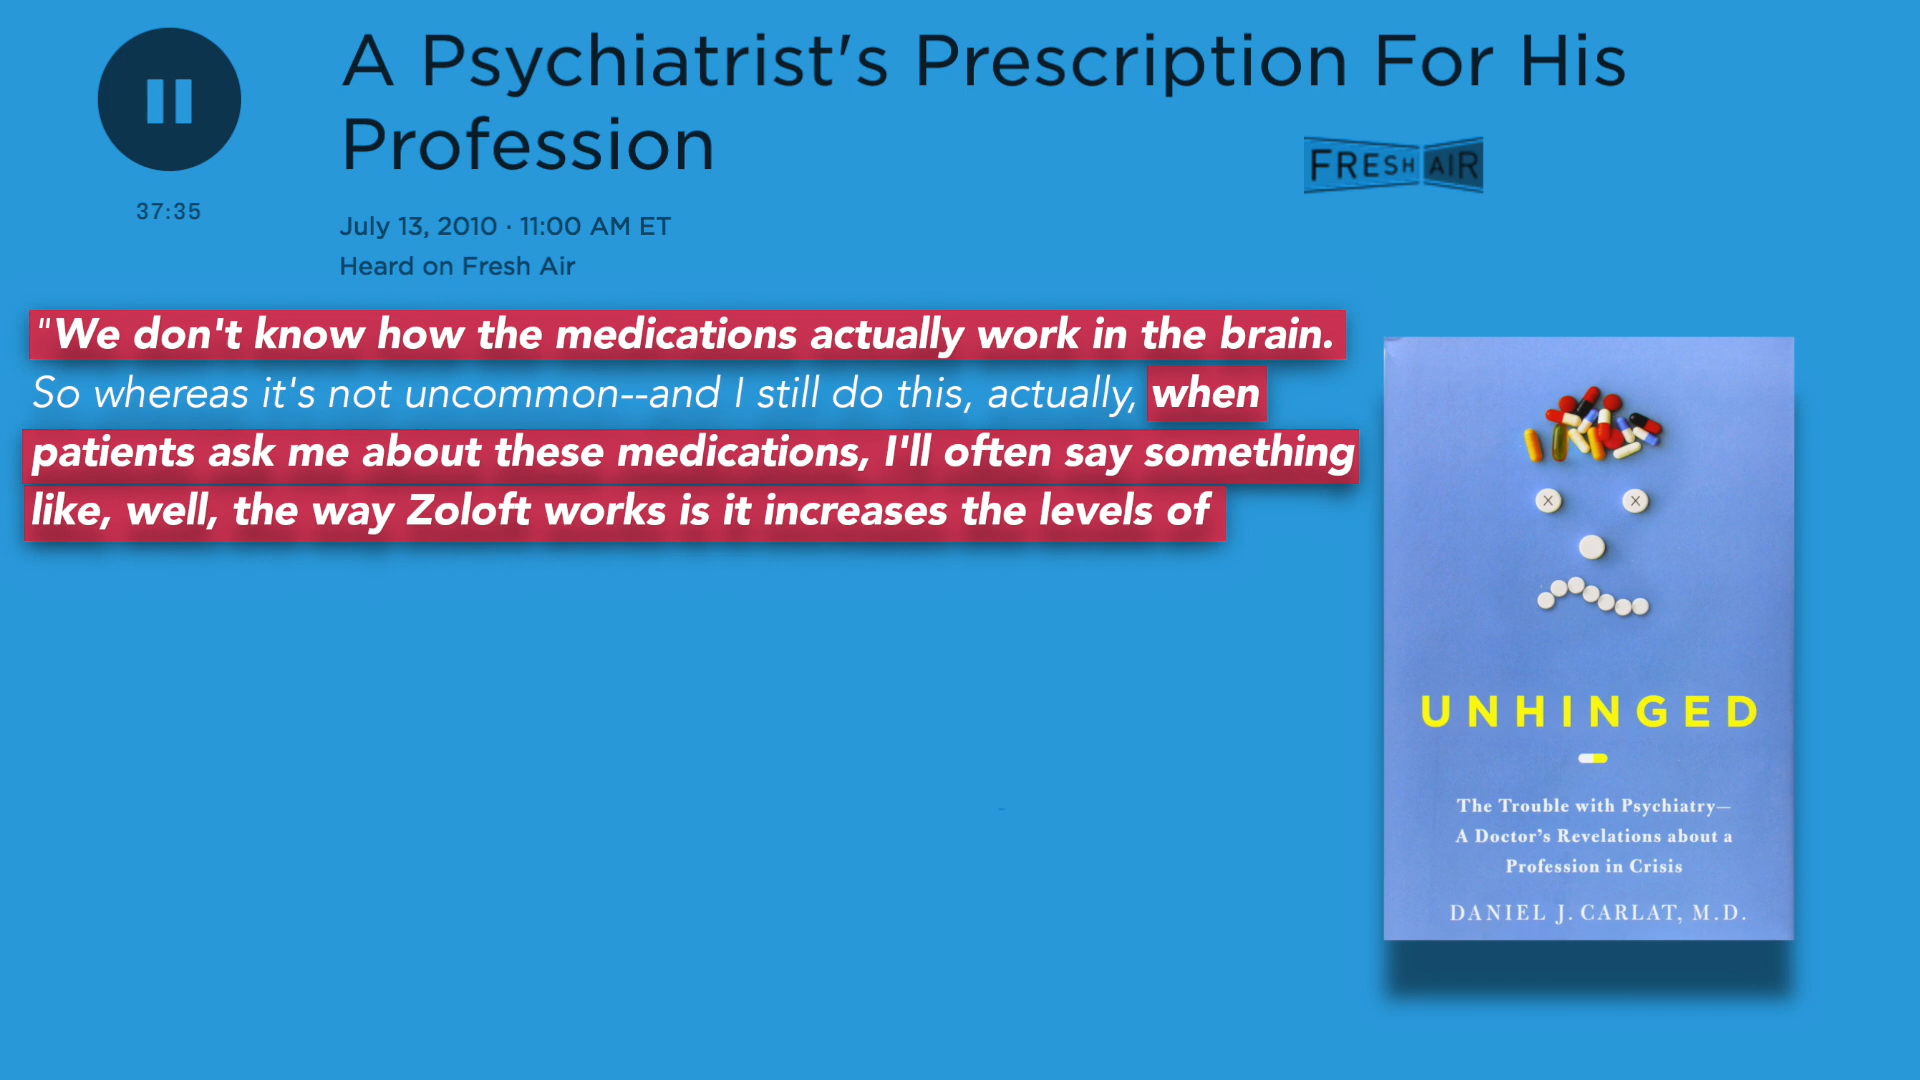 A Psychiatrist's Prescription For His
Profession
FRESH AIR
37:35
July 13, 2010 · 11:00 AM ET
Heard on Fresh Air
"We don't know how the medications actually work in the brain.
So whereas it's not uncommon--and I still do this, actually, when
patients ask me about these medications, I'll often say something
like, well, the way Zoloft works is it increases the levels of
X X
UNHINGED
The Trouble with Psychiatry—
A Doctor's Revelations about a
Profession in Crisis
DANIEL J. CARLAT, M.D.